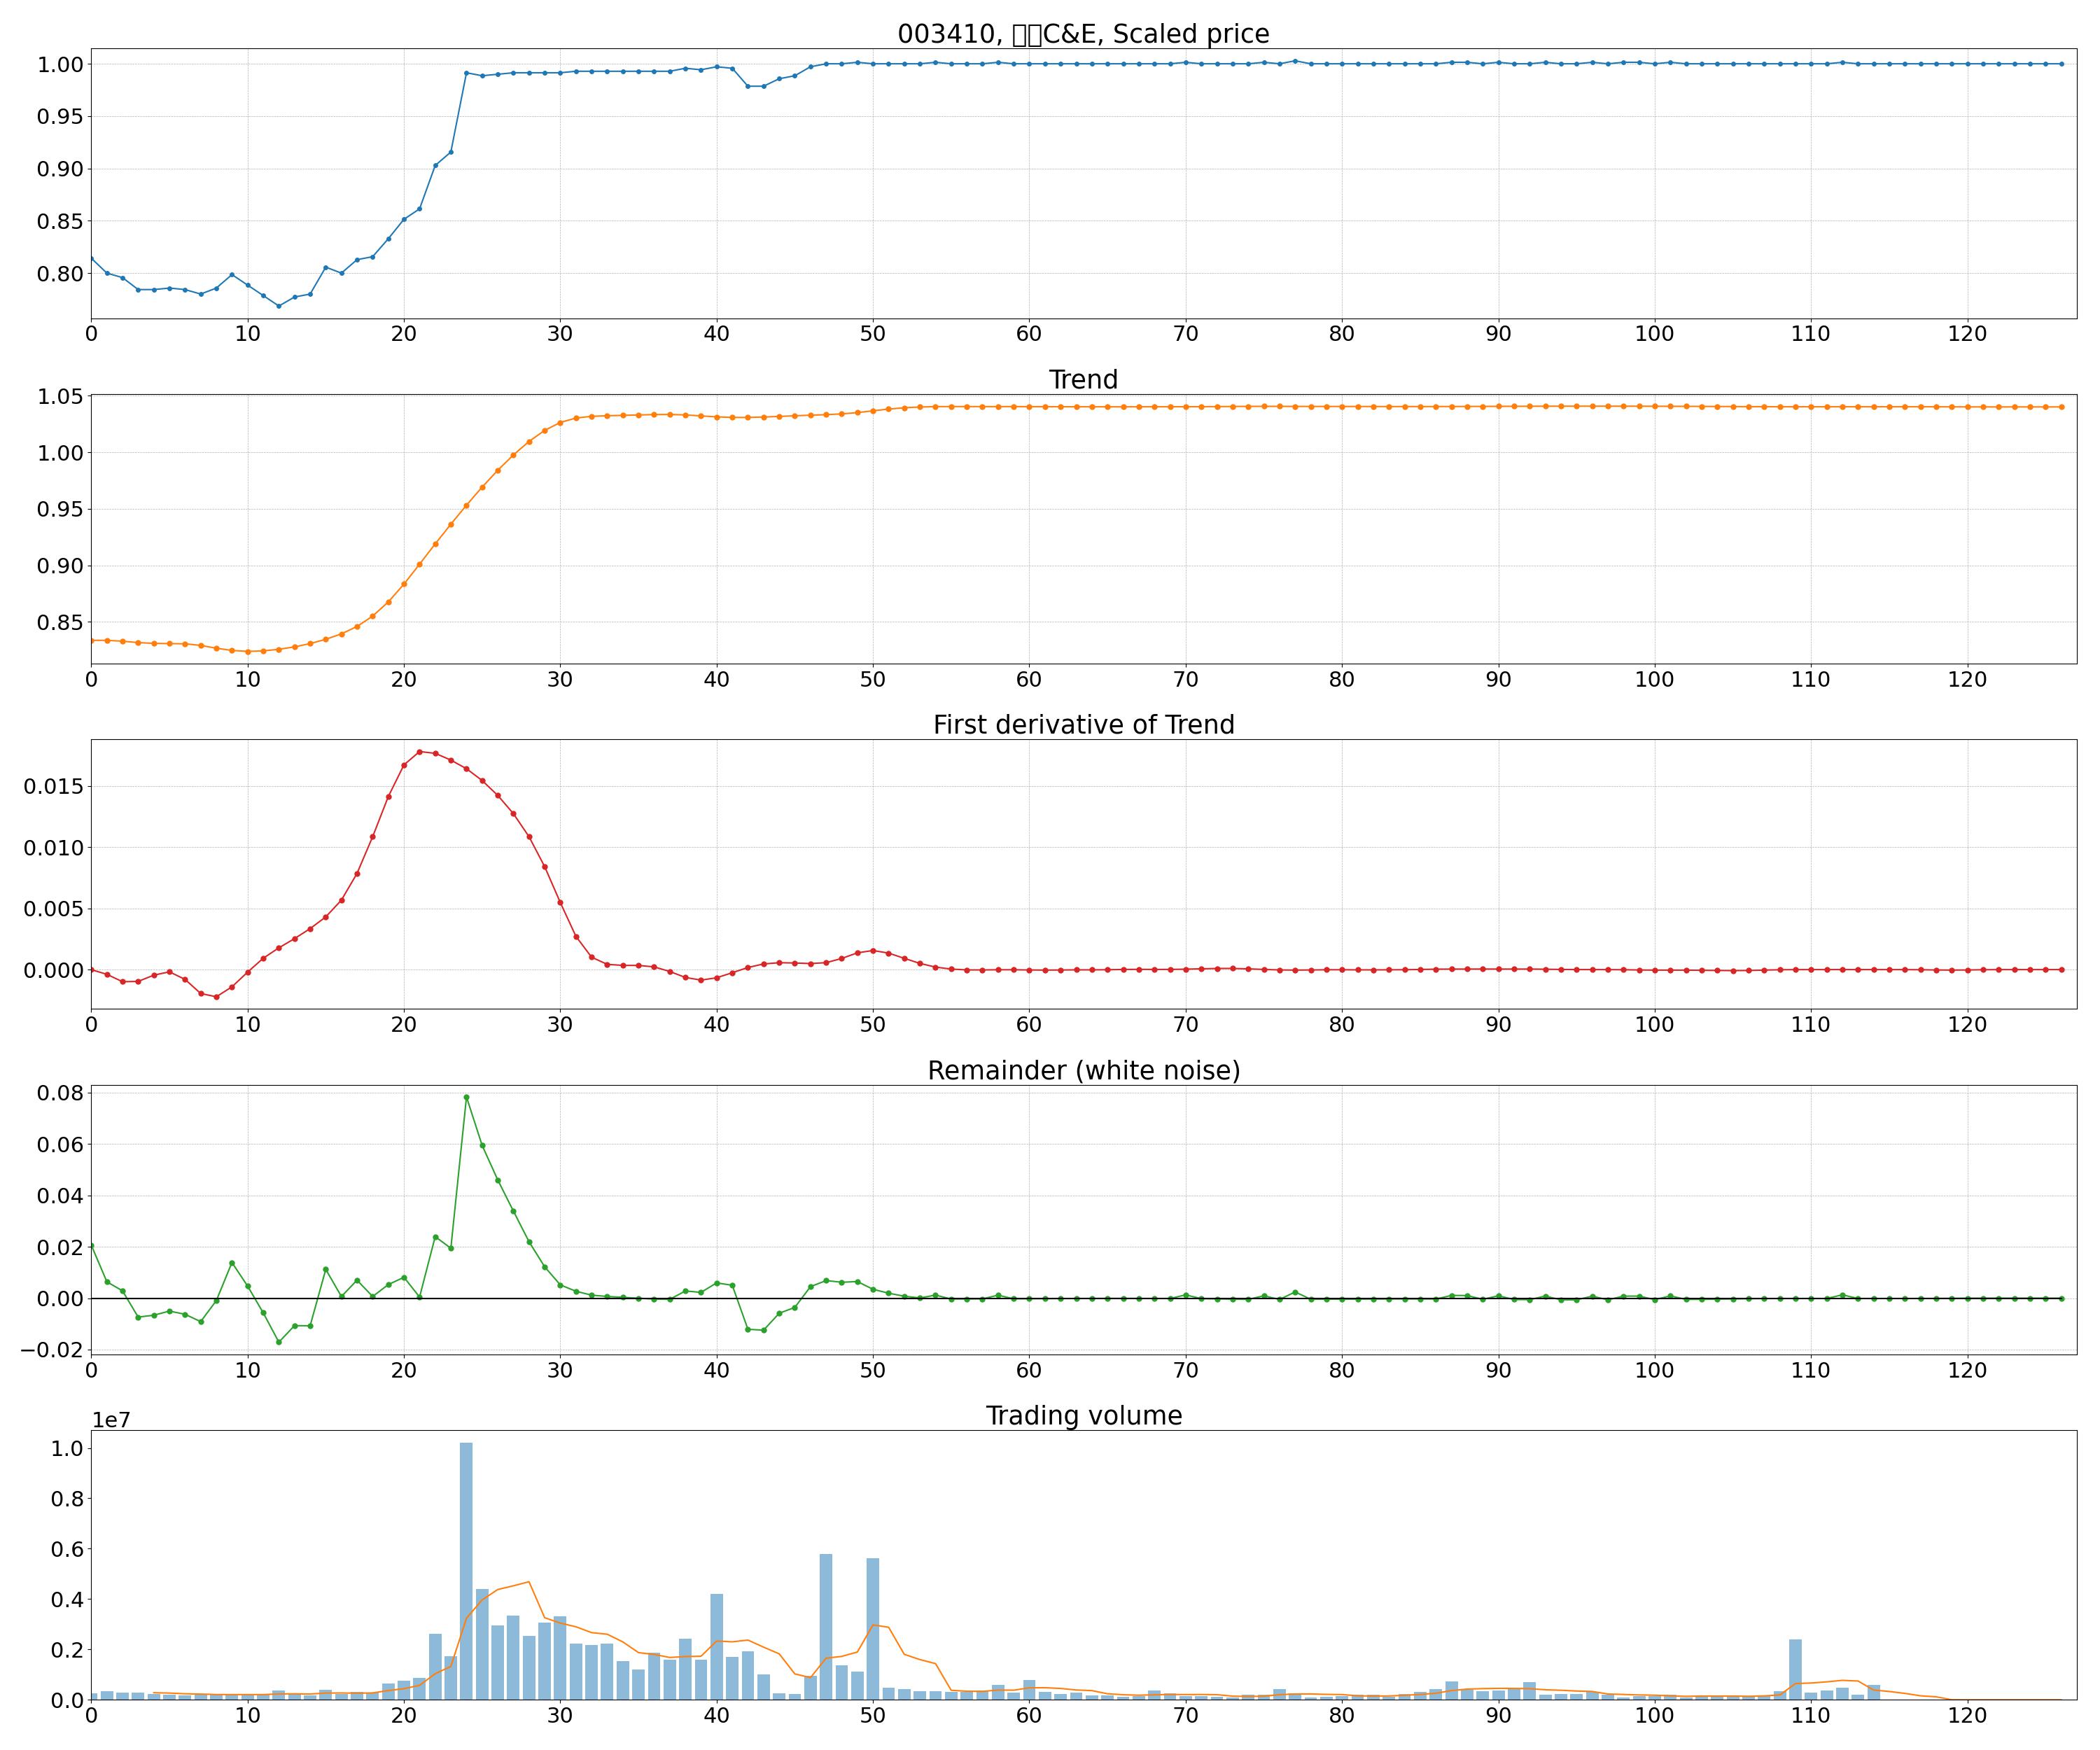 003410, C&E, Scaled price
1.00
0.95
0.90
0.85
0.80
0 10 20 30 40 50 60 70 80 90 100 110 120
Trend
1.05
1.00
0.95
0.90
0.85
0 10 20 30 40 50 60 70 80 90 100 110 120
First derivative of Trend
0.015
0.010
0.005
0.000
0 10 20 30 40 50 60 70 80 90 100 110 120
Remainder (white noise)
0.08
0.06
0.04
0.02
0.00
−0.02
0 10 20 30 40 50 60 70 80 90 100 110 120
Trading volume
1e7
1.0
0.8
0.6
0.4
0.2
0.0
0 10 20 30 40 50 60 70 80 90 100 110 120